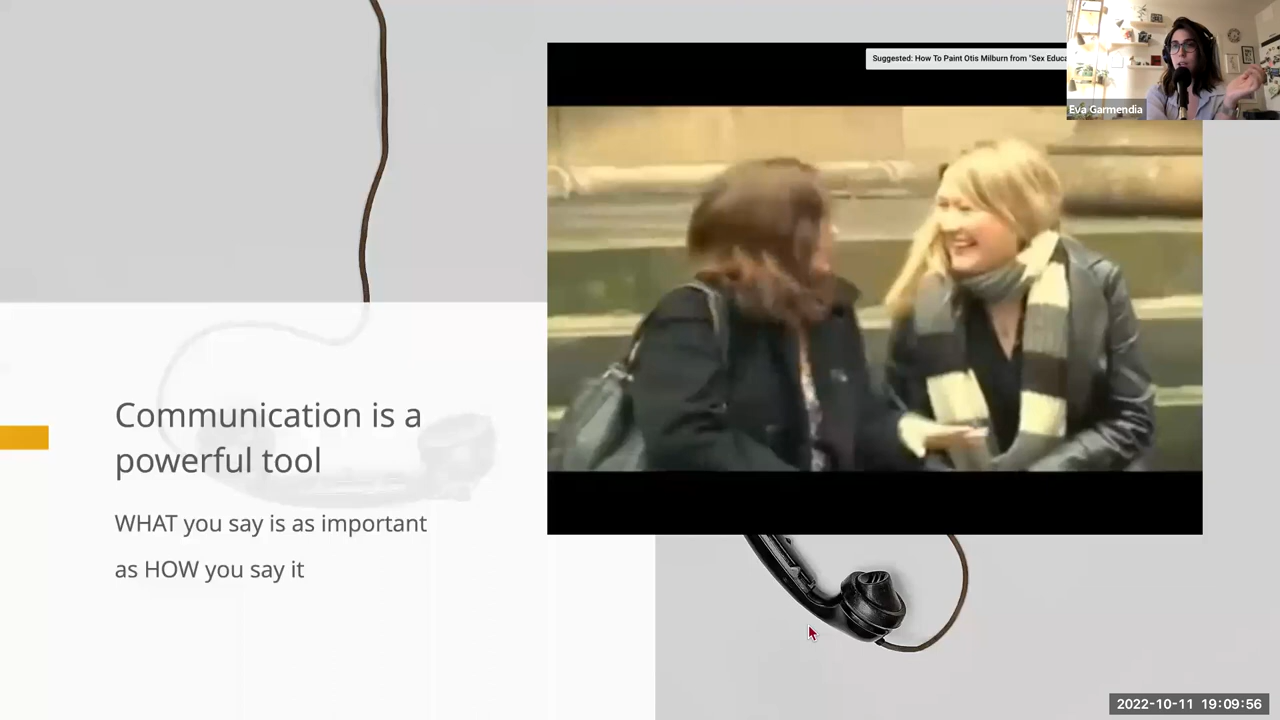 Suggested: How To Paint Otis Milburn from "Sex Educa
Eva Garmendia
Communication is a
powerful tool
WHAT you say is as important
as HOW you say it
2022-10-11 19:09:56